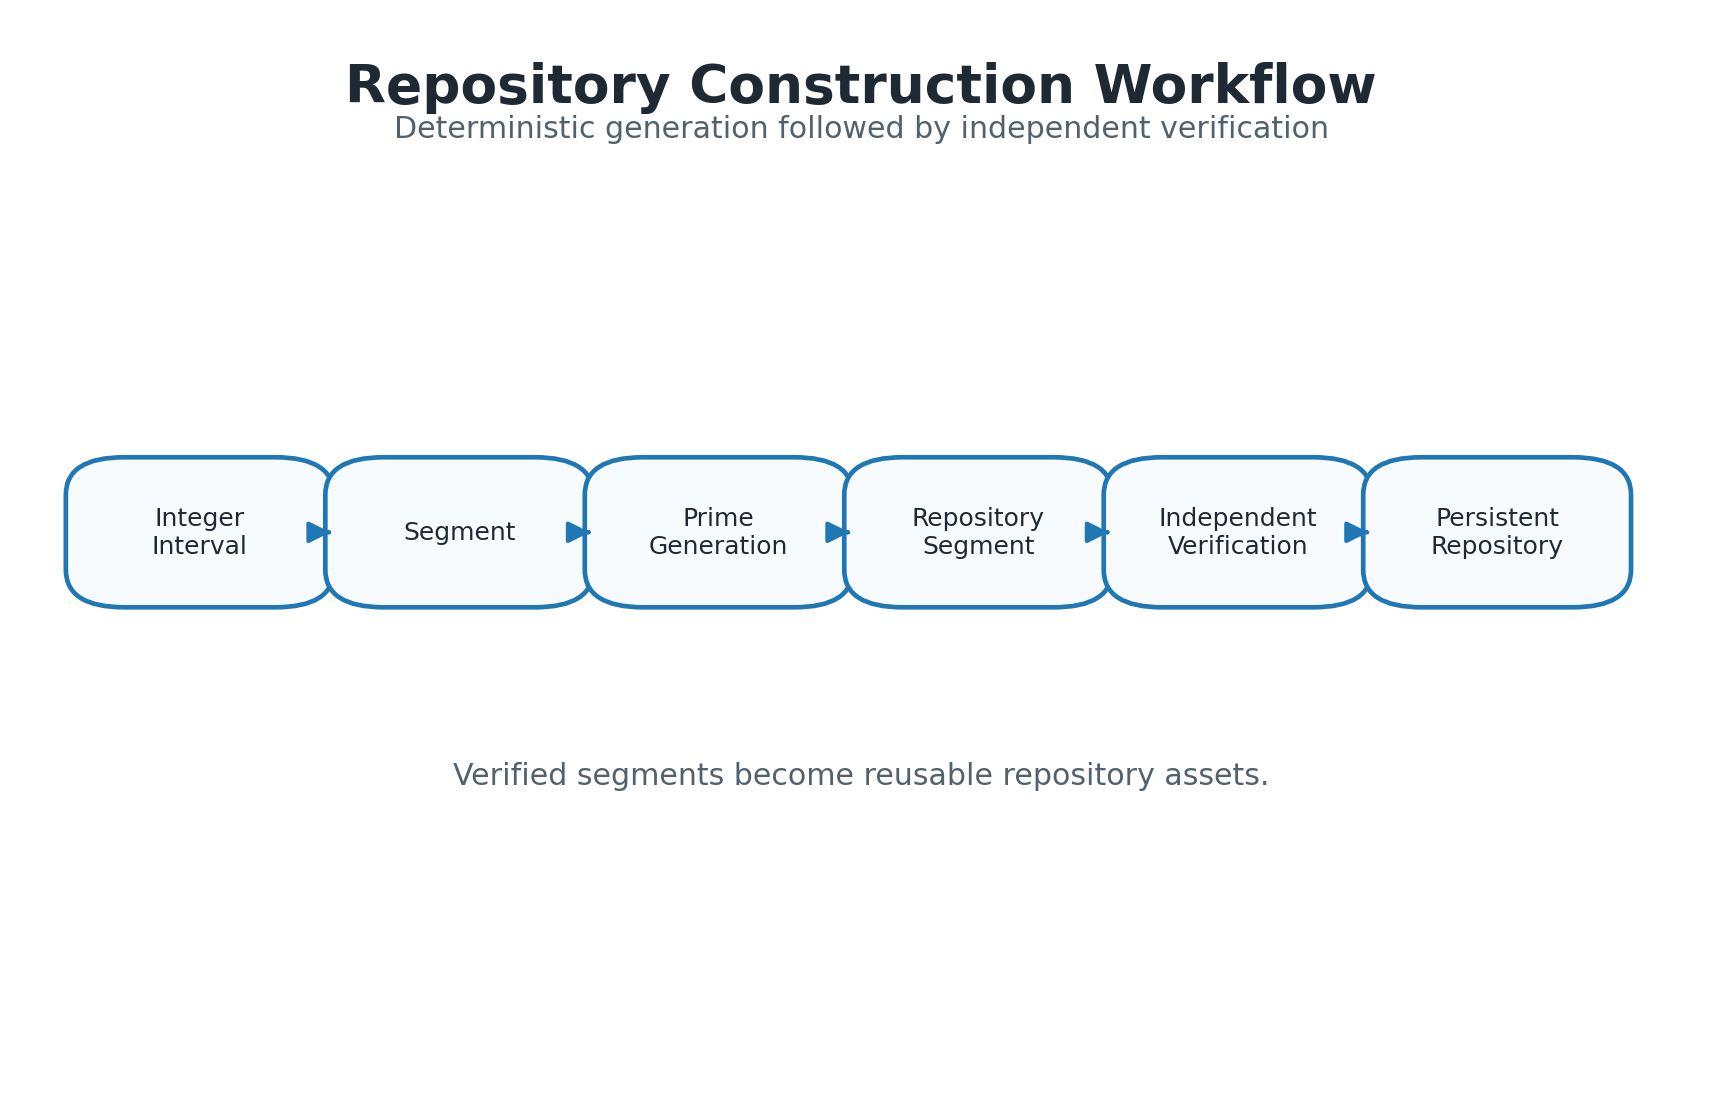 Repository Construction Workflow
Deterministic generation followed by independent verification
Integer
Interval
Segment
Prime
Generation
Repository
Segment
Independent
Verification
Persistent
Repository
Verified segments become reusable repository assets.